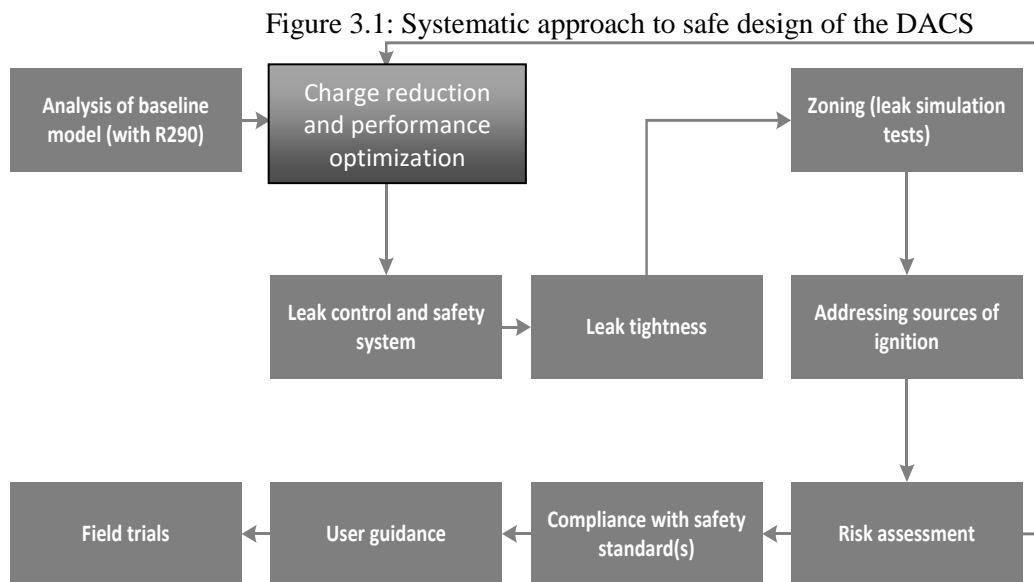 Figure 3.1: Systematic approach to safe design of the DACS
Analysis of baseline
model (with R290)
Charge reduction
and performance
optimization
Zoning (leak simulation
tests)
Leak control and safety
system
Leak tightness
Addressing sources of
ignition
Field trials
User guidance
Compliance with safety
standard(s)
Risk assessment